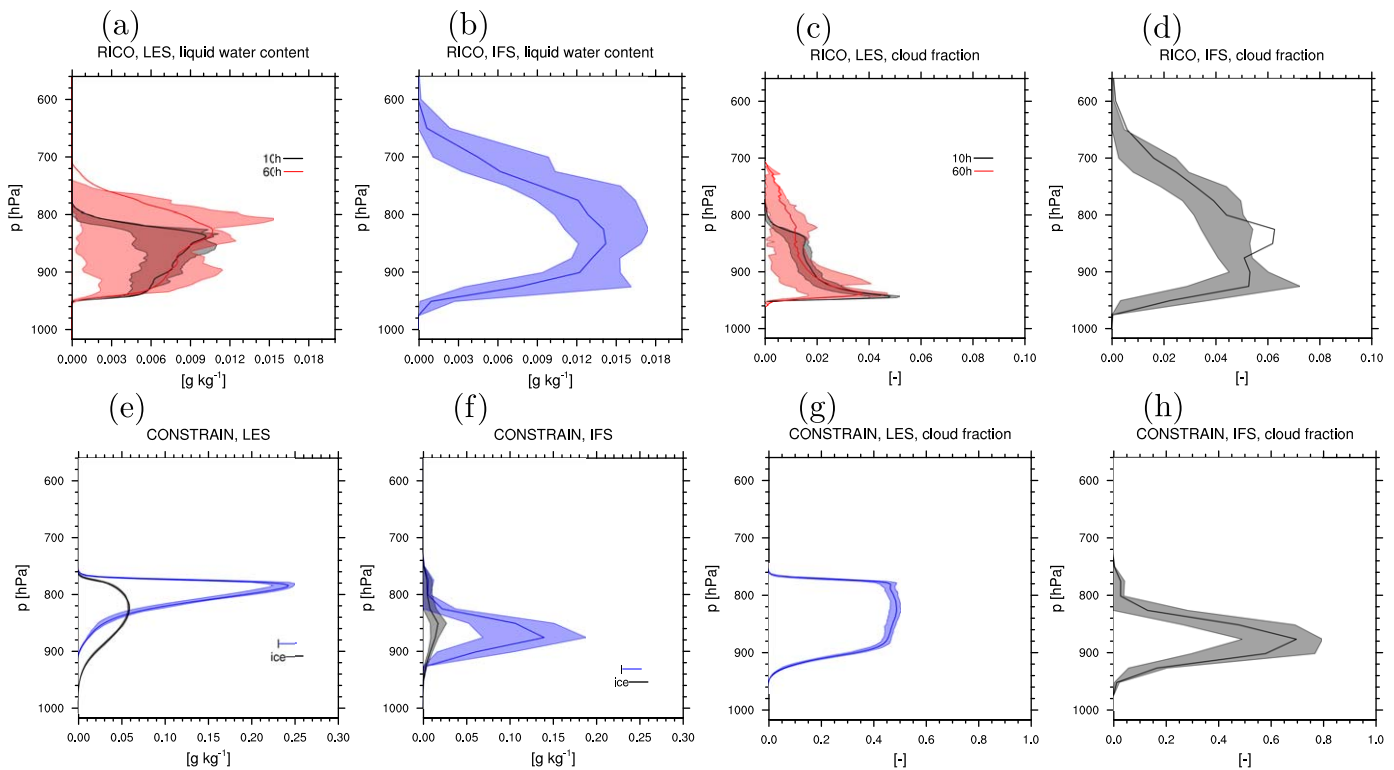 (a)
RICO, LES, liquid water content
p [hPa]
600
700
800
900
1000
10h
60h
0.000 0.003 0.006 0.009 0.012 0.015 0.018
[g kg⁻¹]
(b)
RICO, IFS, liquid water content
p [hPa]
600
700
800
900
1000
0.000 0.003 0.006 0.009 0.012 0.015 0.018
[g kg⁻¹]
(c)
RICO, LES, cloud fraction
p [hPa]
600
700
800
900
1000
10h
60h
0.00 0.02 0.04 0.06 0.08 0.10
[-]
(d)
RICO, IFS, cloud fraction
p [hPa]
600
700
800
900
1000
0.00 0.02 0.04 0.06 0.08 0.10
[-]
(e)
CONSTRAIN, LES
p [hPa]
600
700
800
900
1000
ice
0.00 0.05 0.10 0.15 0.20 0.25 0.30
[g kg⁻¹]
(f)
CONSTRAIN, IFS
p [hPa]
600
700
800
900
1000
ice
0.00 0.05 0.10 0.15 0.20 0.25 0.30
[g kg⁻¹]
(g)
CONSTRAIN, LES, cloud fraction
p [hPa]
600
700
800
900
1000
0.0 0.2 0.4 0.6 0.8 1.0
[-]
(h)
CONSTRAIN, IFS, cloud fraction
p [hPa]
600
700
800
900
1000
0.0 0.2 0.4 0.6 0.8 1.0
[-]